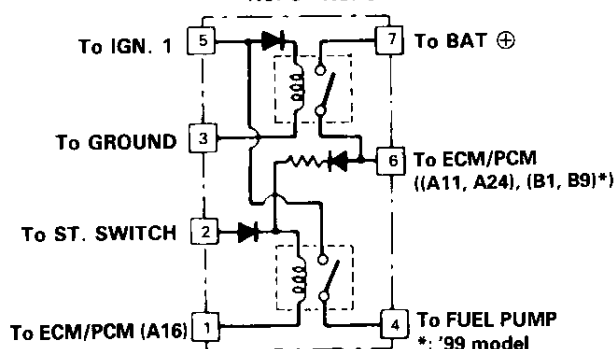 To IGN. 1
5
7
To BAT ⊕
To GROUND
3
6
To ECM/PCM
((A11, A24), (B1, B9)*)
To ST. SWITCH
2
To ECM/PCM (A16)
1
4
To FUEL PUMP
*: '99 model